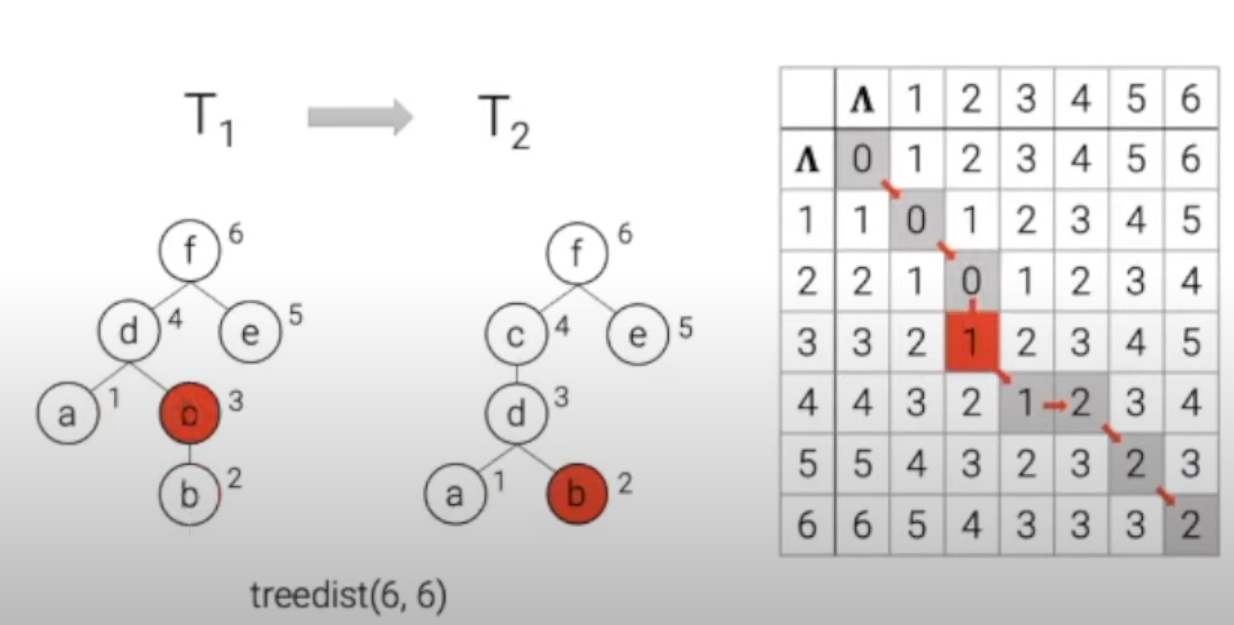 T1 T2
f 6 f 6
d 4 e 5 c 4 e 5
a 1 b 3 d 3
b 2 a 1 b 2
treedist(6, 6)
Λ 1 2 3 4 5 6
Λ 0 1 2 3 4 5 6
1 1 0 1 2 3 4 5
2 2 1 0 1 2 3 4
3 3 2 1 2 3 4 5
4 4 3 2 1 2 3 4
5 5 4 3 2 3 2 3
6 6 5 4 3 3 3 2